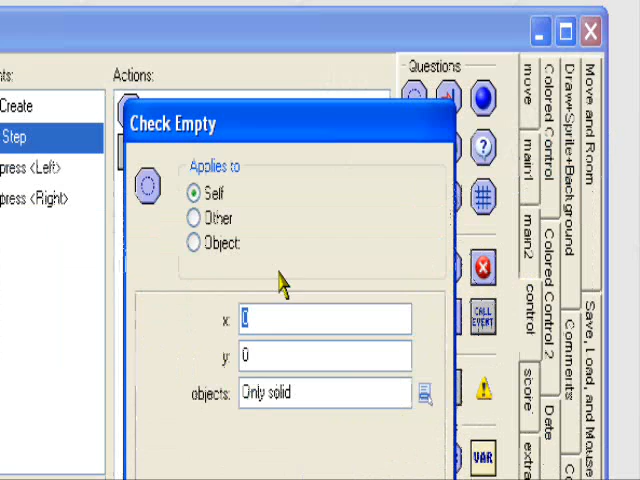 nts:
Create
Step
press <Left>
press <Right>
Actions:
Check Empty
Applies to
Self
Other
Object:
x:
0
y:
0
objects:
Only solid
Questions
?
CALL
EVENT
VAR
move
main1
main2
control
score
extra
Colored Control
Colored Control 2
Date
Draw+Sprite+Background
Comments
Move and Room
Save, Load, and Mouse